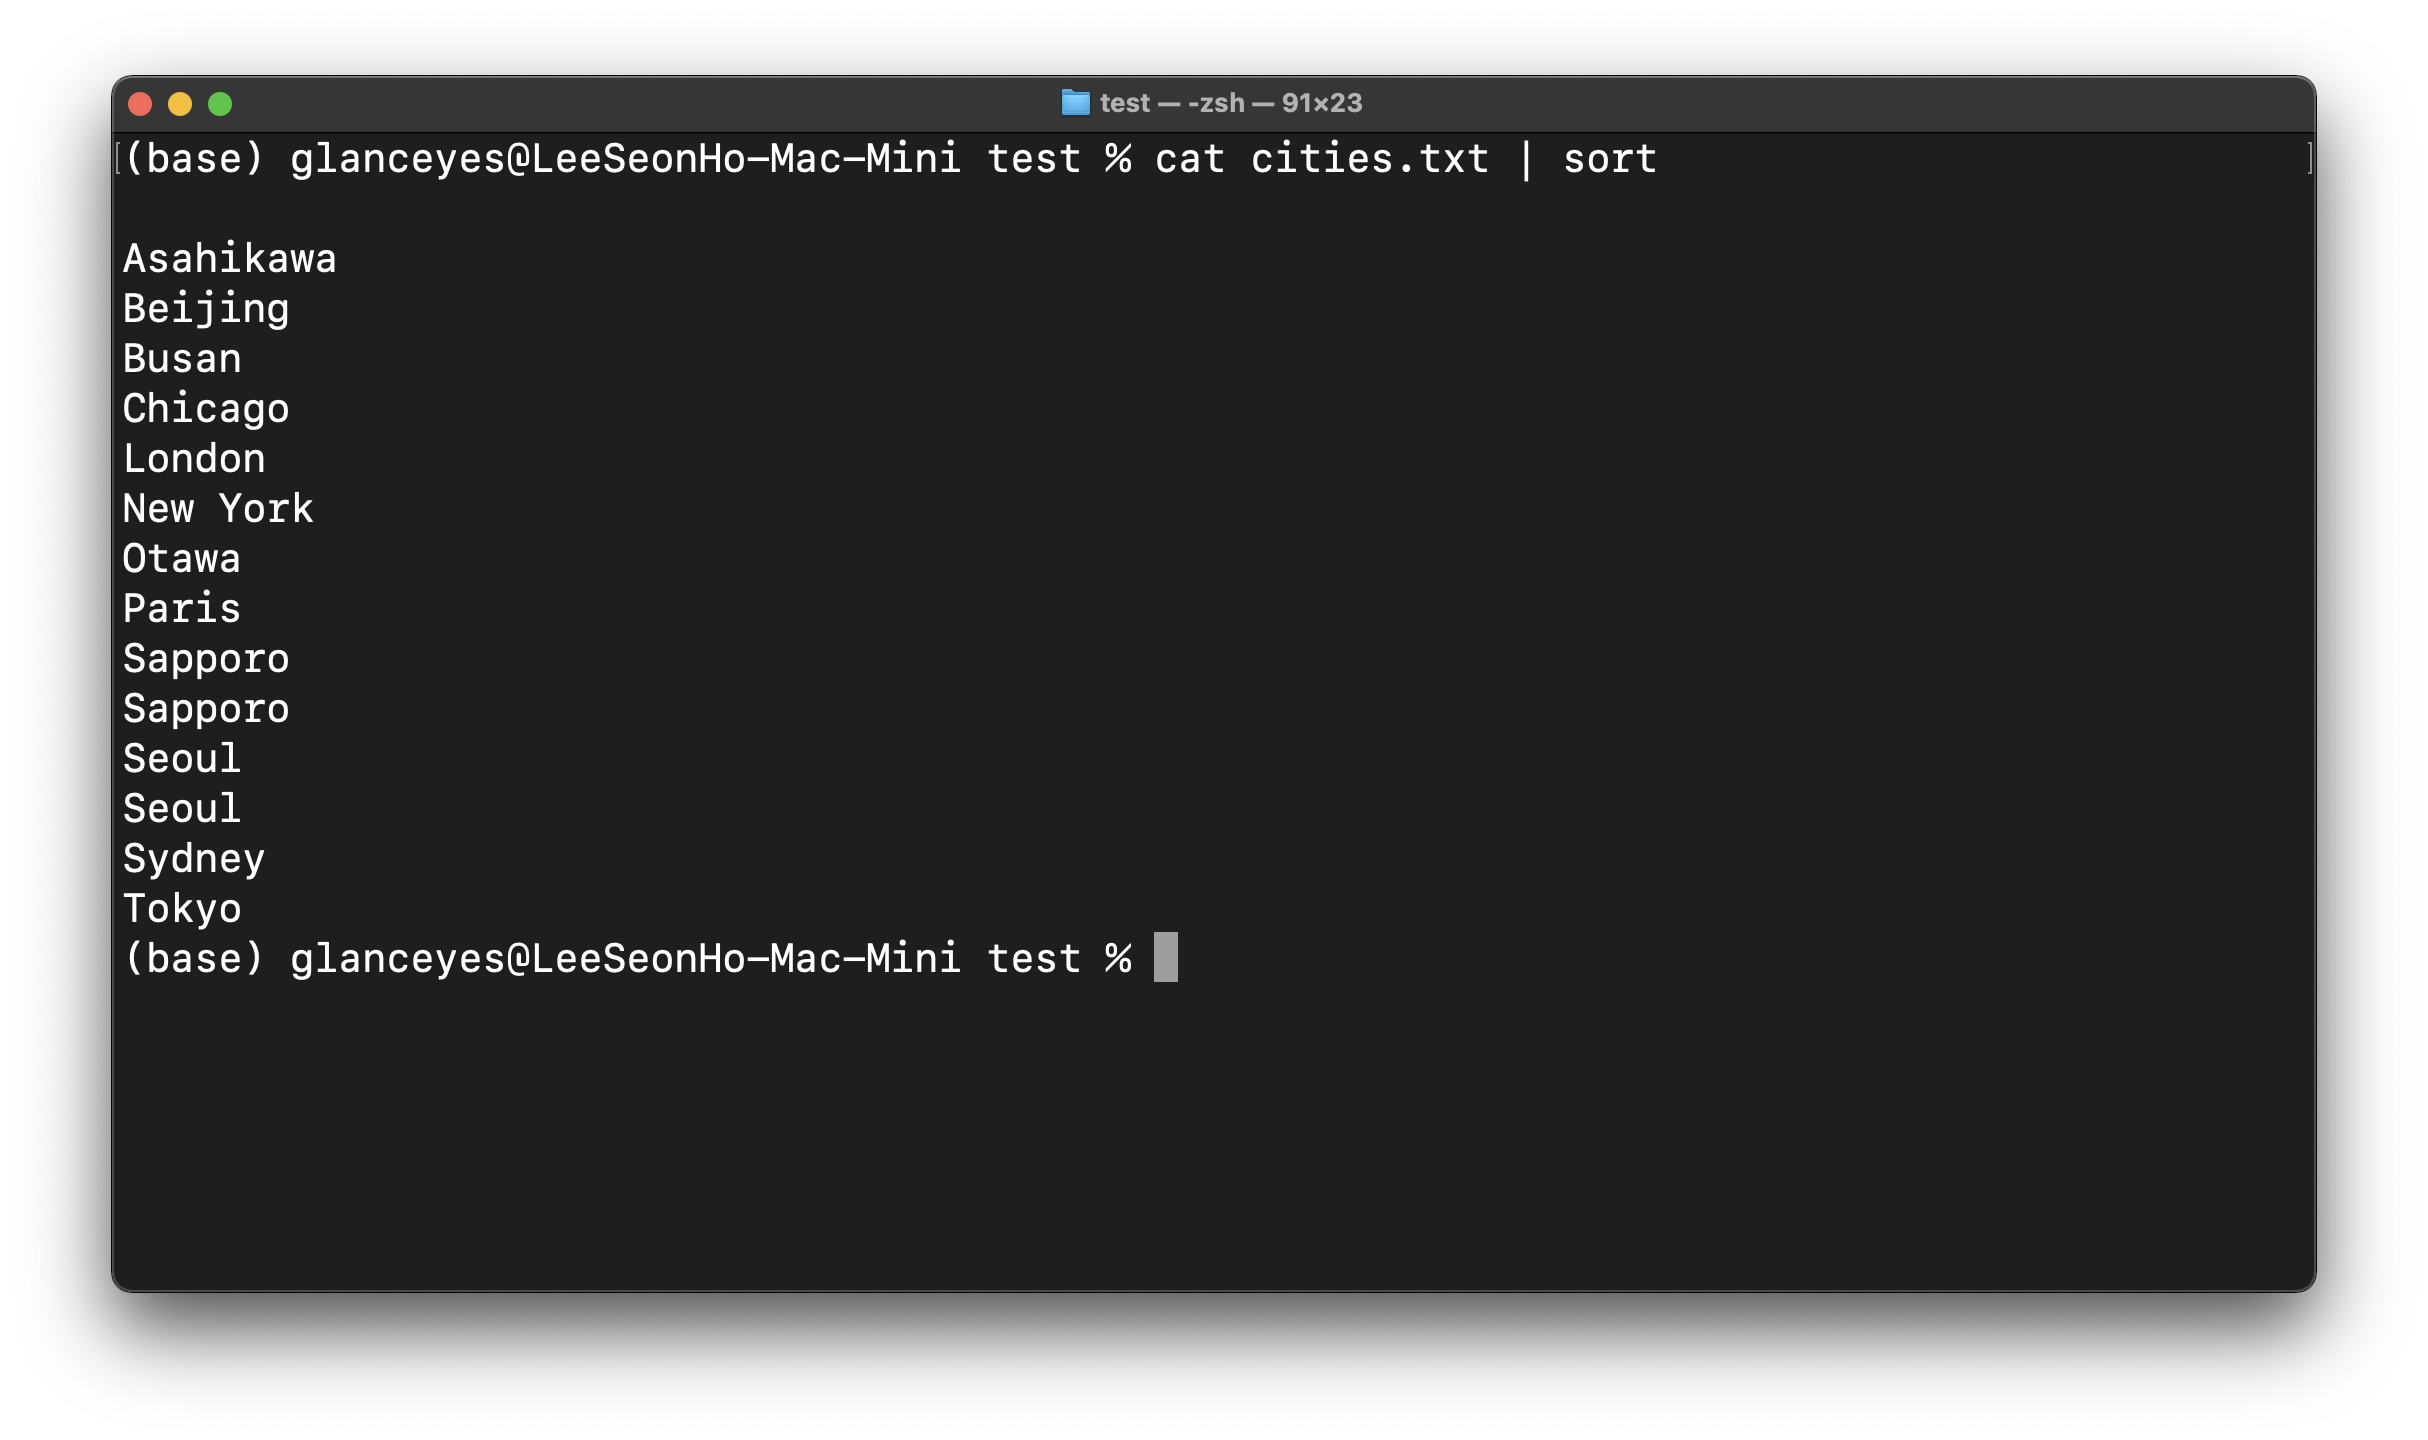 test — -zsh — 91×23
(base) glanceyes@LeeSeonHo-Mac-Mini test % cat cities.txt | sort
Asahikawa
Beijing
Busan
Chicago
London
New York
Otawa
Paris
Sapporo
Sapporo
Seoul
Seoul
Sydney
Tokyo
(base) glanceyes@LeeSeonHo-Mac-Mini test %